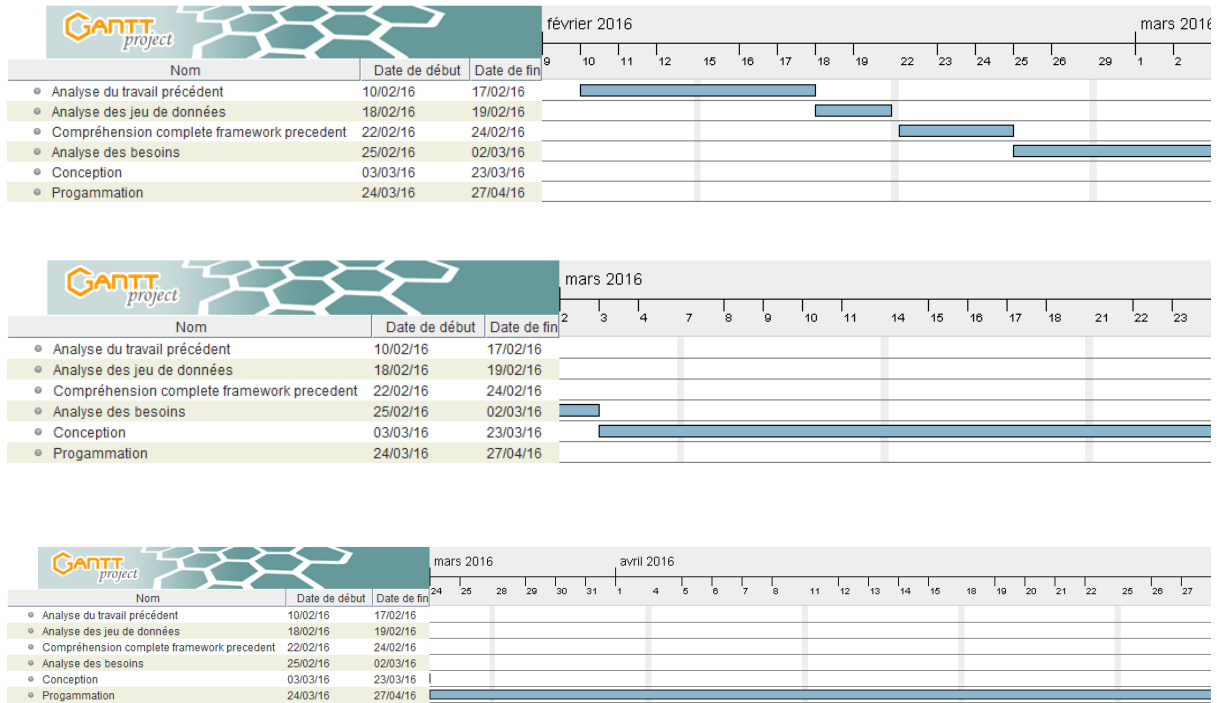 GANTT project
février 2016 mars 2016
9 10 11 12 15 16 17 18 19 22 23 24 25 26 29 1 2
Nom Date de début Date de fin
Analyse du travail précédent 10/02/16 17/02/16
Analyse des jeu de données 18/02/16 19/02/16
Compréhension complete framework precedent 22/02/16 24/02/16
Analyse des besoins 25/02/16 02/03/16
Conception 03/03/16 23/03/16
Progammation 24/03/16 27/04/16
GANTT project
mars 2016
2 3 4 7 8 9 10 11 14 15 16 17 18 21 22 23
Nom Date de début Date de fin
Analyse du travail précédent 10/02/16 17/02/16
Analyse des jeu de données 18/02/16 19/02/16
Compréhension complete framework precedent 22/02/16 24/02/16
Analyse des besoins 25/02/16 02/03/16
Conception 03/03/16 23/03/16
Progammation 24/03/16 27/04/16
GANTT project
mars 2016 avril 2016
24 25 28 29 30 31 1 4 5 6 7 8 11 12 13 14 15 18 19 20 21 22 25 26 27
Nom Date de début Date de fin
Analyse du travail précédent 10/02/16 17/02/16
Analyse des jeu de données 18/02/16 19/02/16
Compréhension complete framework precedent 22/02/16 24/02/16
Analyse des besoins 25/02/16 02/03/16
Conception 03/03/16 23/03/16
Progammation 24/03/16 27/04/16